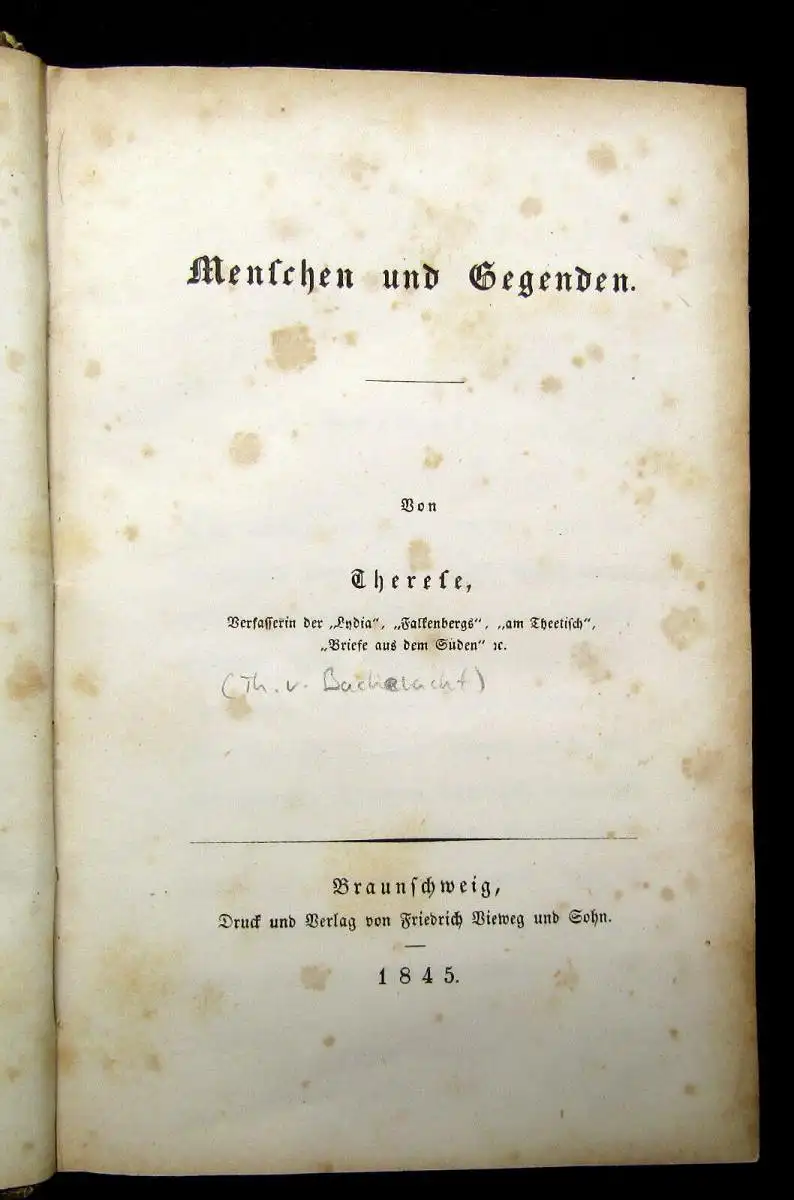 Menschen und Gegenden.
Von
Therese,
Verfasserin der „Lydia“, „Falkenbergs“, „am Theetisch“,
„Briefe aus dem Süden“ ꝛc.
(Th. v. Bacheracht)
Braunschweig,
Druck und Verlag von Friedrich Vieweg und Sohn.
1845.